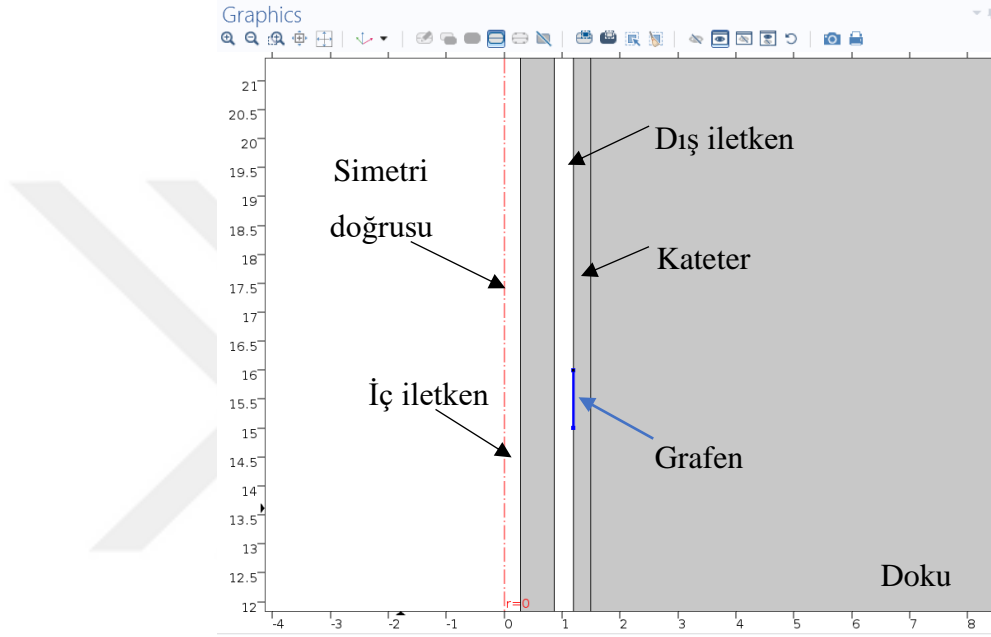 Graphics
21
20.5
20
19.5
19
18.5
18
17.5
17
16.5
16
15.5
15
14.5
14
13.5
13
12.5
12
Dış iletken
Simetri
doğrusu
Kateter
İç iletken
Grafen
Doku
r=0
-4 -3 -2 -1 0 1 2 3 4 5 6 7 8